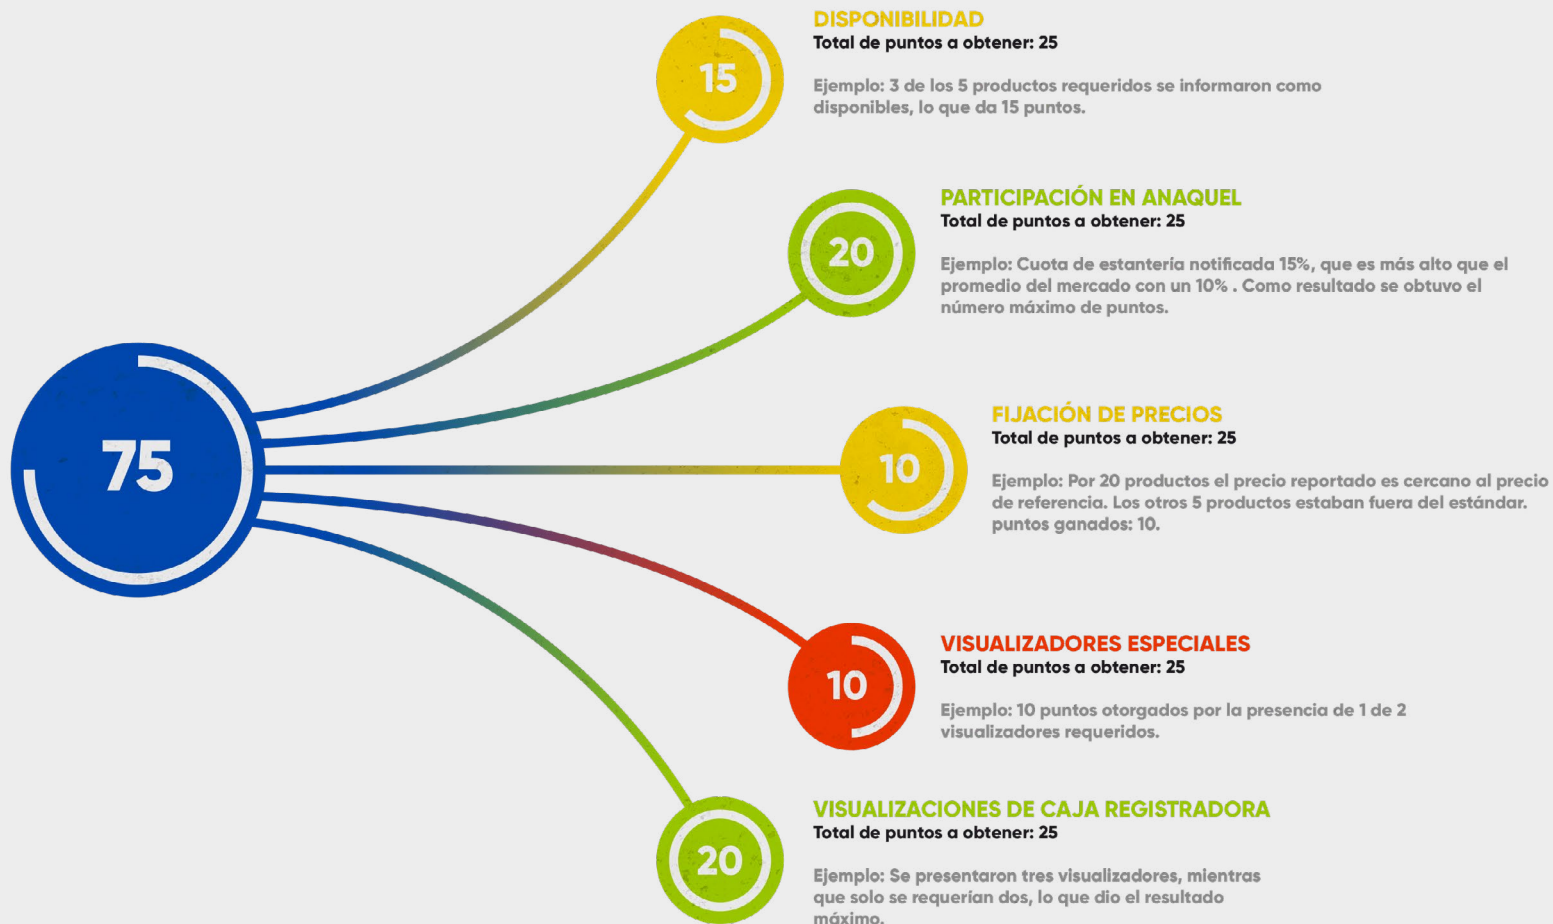 15
DISPONIBILIDAD
Total de puntos a obtener: 25
Ejemplo: 3 de los 5 productos requeridos se informaron como
disponibles, lo que da 15 puntos.
20
PARTICIPACIÓN EN ANAQUEL
Total de puntos a obtener: 25
Ejemplo: Cuota de estantería notificada 15%, que es más alto que el
promedio del mercado con un 10% . Como resultado se obtuvo el
número máximo de puntos.
75
10
FIJACIÓN DE PRECIOS
Total de puntos a obtener: 25
Ejemplo: Por 20 productos el precio reportado es cercano al precio
de referencia. Los otros 5 productos estaban fuera del estándar.
puntos ganados: 10.
10
VISUALIZADORES ESPECIALES
Total de puntos a obtener: 25
Ejemplo: 10 puntos otorgados por la presencia de 1 de 2
visualizadores requeridos.
20
VISUALIZACIONES DE CAJA REGISTRADORA
Total de puntos a obtener: 25
Ejemplo: Se presentaron tres visualizadores, mientras
que solo se requerían dos, lo que dio el resultado
máximo.